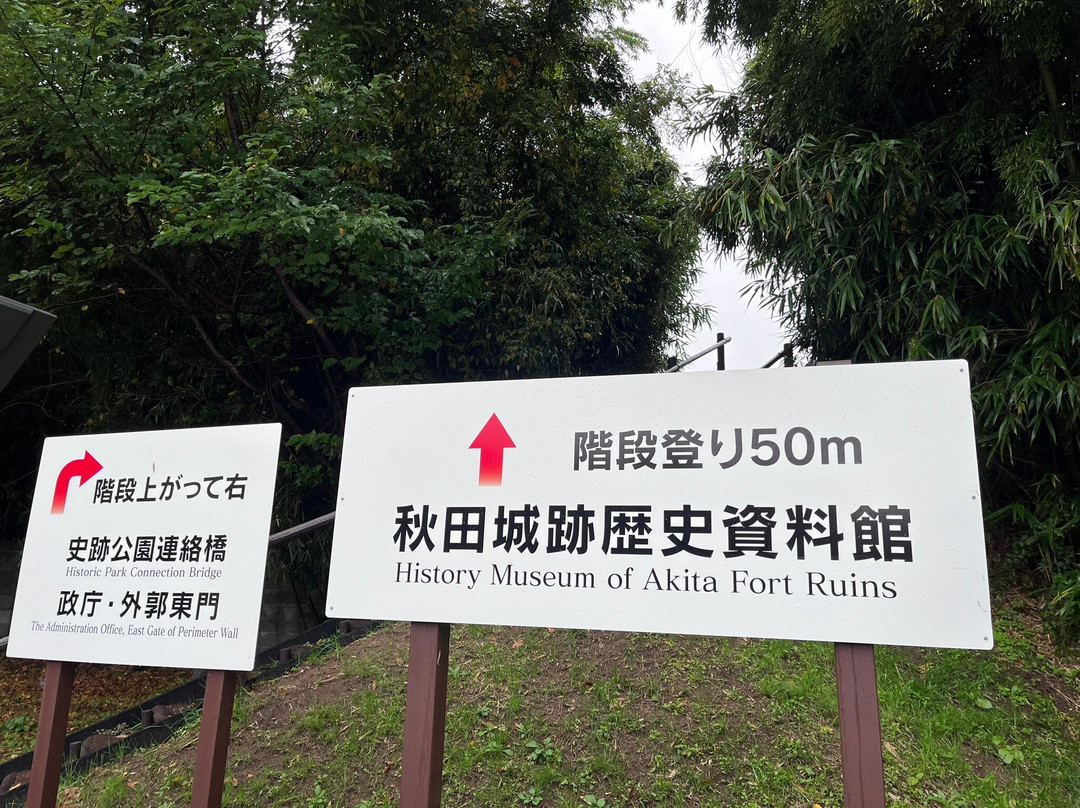 階段上がって右
史跡公園連絡橋
Historic Park Connection Bridge
政庁・外郭東門
The Administration Office, East Gate of Perimeter Wall
階段登り50m
秋田城跡歴史資料館
History Museum of Akita Fort Ruins